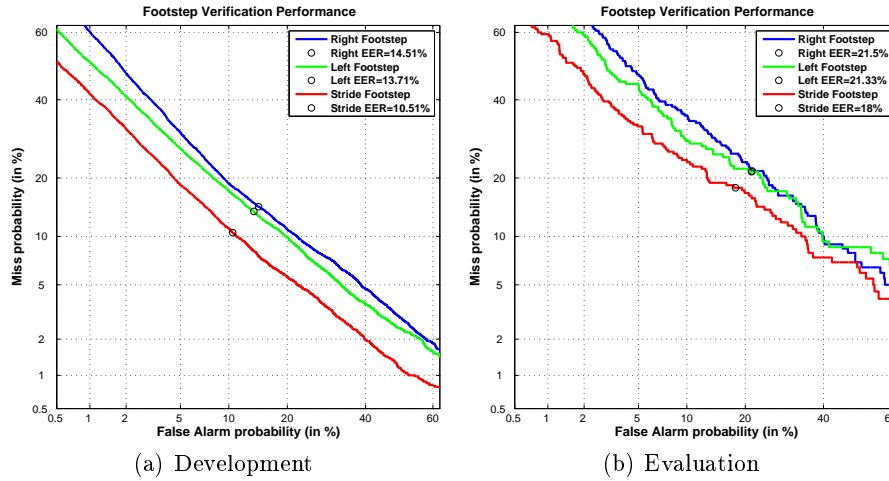 Footstep Verification Performance
Right Footstep
Right EER=14.51%
Left Footstep
Left EER=13.71%
Stride Footstep
Stride EER=10.51%
Miss probability (in %)
60
40
20
10
5
2
1
0.5
0.5 1 2 5 10 20 40 60
False Alarm probability (in %)
(a) Development
Footstep Verification Performance
Right Footstep
Right EER=21.5%
Left Footstep
Left EER=21.33%
Stride Footstep
Stride EER=18%
Miss probability (in %)
60
40
20
10
5
2
1
0.5
0.5 1 2 5 10 20 40 6
False Alarm probability (in %)
(b) Evaluation